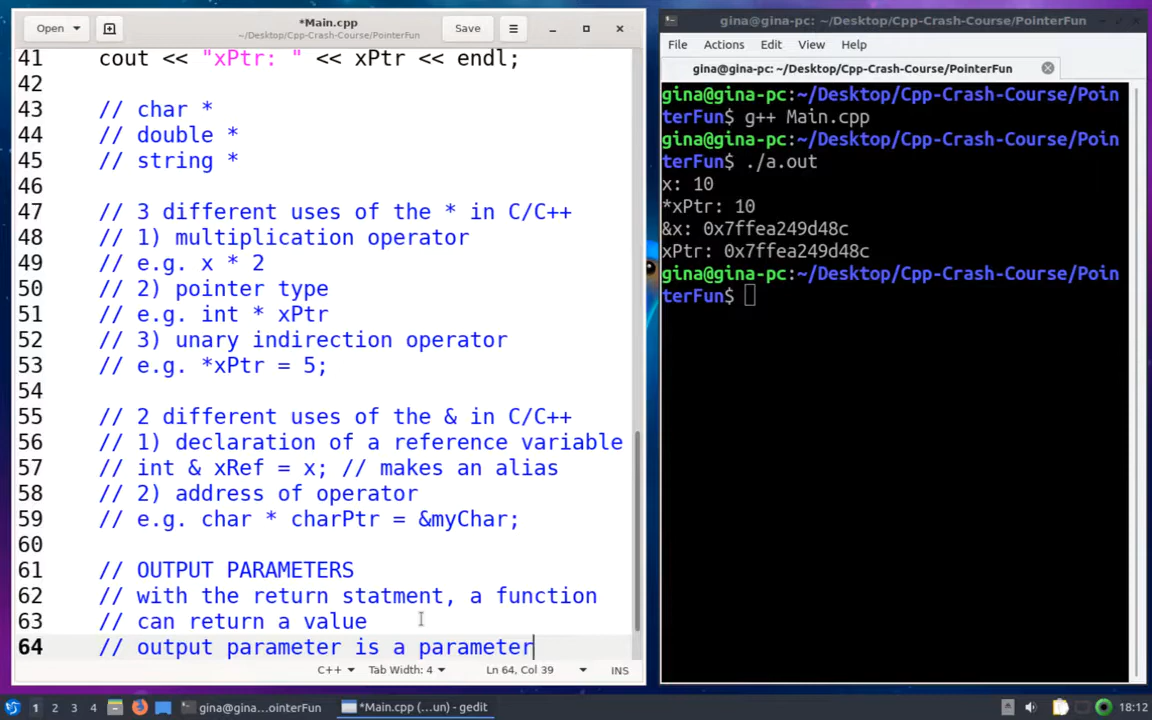 Open
*Main.cpp
~/Desktop/Cpp-Crash-Course/PointerFun
Save
41 cout << "xPtr: " << xPtr << endl;
42
43 // char *
44 // double *
45 // string *
46
47 // 3 different uses of the * in C/C++
48 // 1) multiplication operator
49 // e.g. x * 2
50 // 2) pointer type
51 // e.g. int * xPtr
52 // 3) unary indirection operator
53 // e.g. *xPtr = 5;
54
55 // 2 different uses of the & in C/C++
56 // 1) declaration of a reference variable
57 // int & xRef = x; // makes an alias
58 // 2) address of operator
59 // e.g. char * charPtr = &myChar;
60
61 // OUTPUT PARAMETERS
62 // with the return statment, a function
63 // can return a value
64 // output parameter is a parameter
C++ Tab Width: 4 Ln 64, Col 39 INS
gina@gina-pc: ~/Desktop/Cpp-Crash-Course/PointerFun
File Actions Edit View Help
gina@gina-pc: ~/Desktop/Cpp-Crash-Course/PointerFun
gina@gina-pc:~/Desktop/Cpp-Crash-Course/Poin
terFun$ g++ Main.cpp
gina@gina-pc:~/Desktop/Cpp-Crash-Course/Poin
terFun$ ./a.out
x: 10
*xPtr: 10
&x: 0x7ffea249d48c
xPtr: 0x7ffea249d48c
gina@gina-pc:~/Desktop/Cpp-Crash-Course/Poin
terFun$
1 2 3 4 gina@gina...ointerFun *Main.cpp (...un) - gedit 18:12